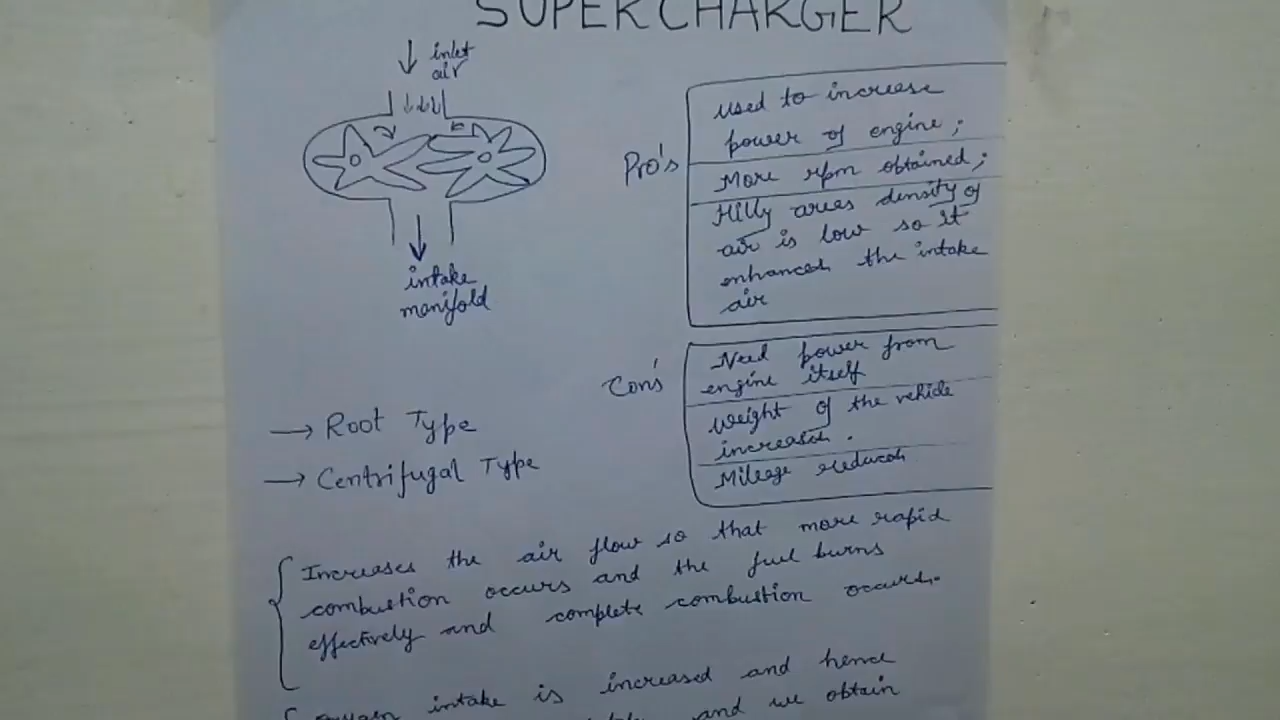 SUPERCHARGER
inlet
air
intake
manifold
Pro's
used to increase
power of engine;
More rpm obtained;
Hilly areas density of
air is low so it
enhances the intake
air
Con's
Need power from
engine itself
Weight of the vehicle
increases.
Mileage reduces
→ Root Type
→ Centrifugal Type
Increases the air flow so that more rapid
combustion occurs and the fuel burns
effectively and complete combustion occurs.
intake is increased and hence
and we obtain